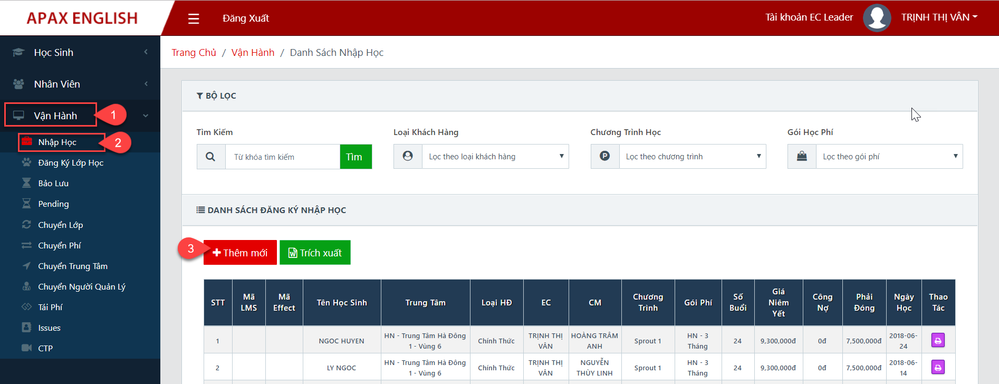 APAX ENGLISH
Đăng Xuất
Tài khoản EC Leader
TRỊNH THỊ VÂN
Học Sinh
Nhân Viên
Vận Hành
1
Nhập Học
2
Đăng Ký Lớp Học
Bảo Lưu
Pending
Chuyển Lớp
Chuyển Phí
Chuyển Trung Tâm
Chuyển Người Quản Lý
Tái Phí
Issues
CTP
Trang Chủ / Vận Hành / Danh Sách Nhập Học
BỘ LỌC
Tìm Kiếm
Từ khóa tìm kiếm
Tìm
Loại Khách Hàng
Lọc theo loại khách hàng
Chương Trình Học
Lọc theo chương trình
Gói Học Phí
Lọc theo gói phí
DANH SÁCH ĐĂNG KÝ NHẬP HỌC
3
Thêm mới
Trích xuất
STT
Mã
LMS
Mã
Effect
Tên Học Sinh
Trung Tâm
Loại HĐ
EC
CM
Chương
Trình
Gói Phí
Số
Buổi
Giá
Niêm
Yết
Công
Nợ
Phải
Đóng
Ngày
Học
Thao
Tác
1
NGOC HUYEN
HN - Trung Tâm Hà Đông
1 - Vùng 6
Chính Thức
TRỊNH THỊ
VÂN
HOÀNG TRÂM
ANH
Sprout 1
HN - 3
Tháng
24
9,300,000đ
0đ
7,500,000đ
2018-06-
24
2
LY NGOC
HN - Trung Tâm Hà Đông
1 - Vùng 6
Chính Thức
TRỊNH THỊ
VÂN
NGUYỄN
THÙY LINH
Sprout 1
HN - 3
Tháng
24
9,300,000đ
0đ
7,500,000đ
2018-06-
14